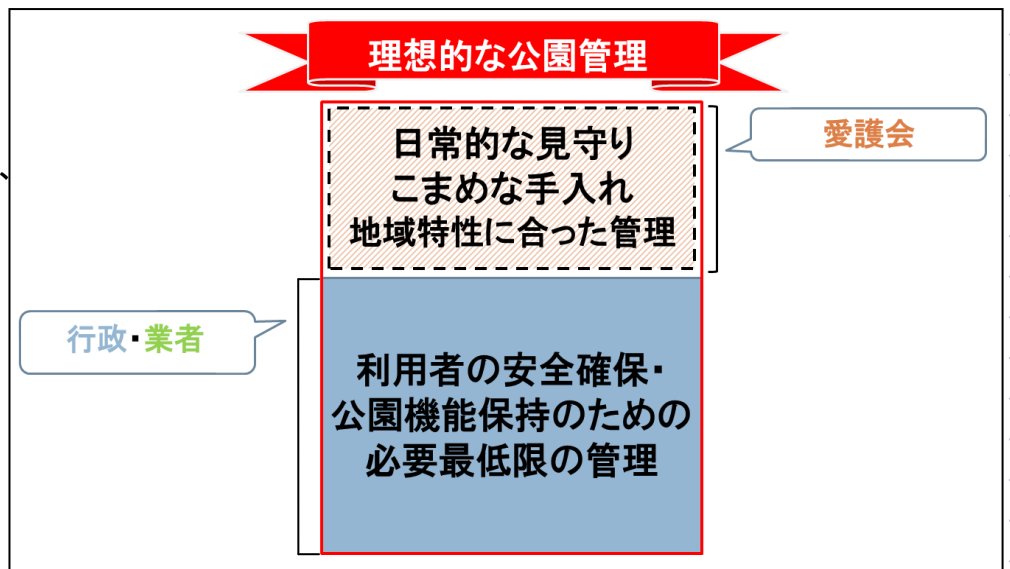 理想的な公園管理
日常的な見守り
こまめな手入れ
地域特性に合った管理
愛護会
行政・業者
利用者の安全確保・
公園機能保持のための
必要最低限の管理